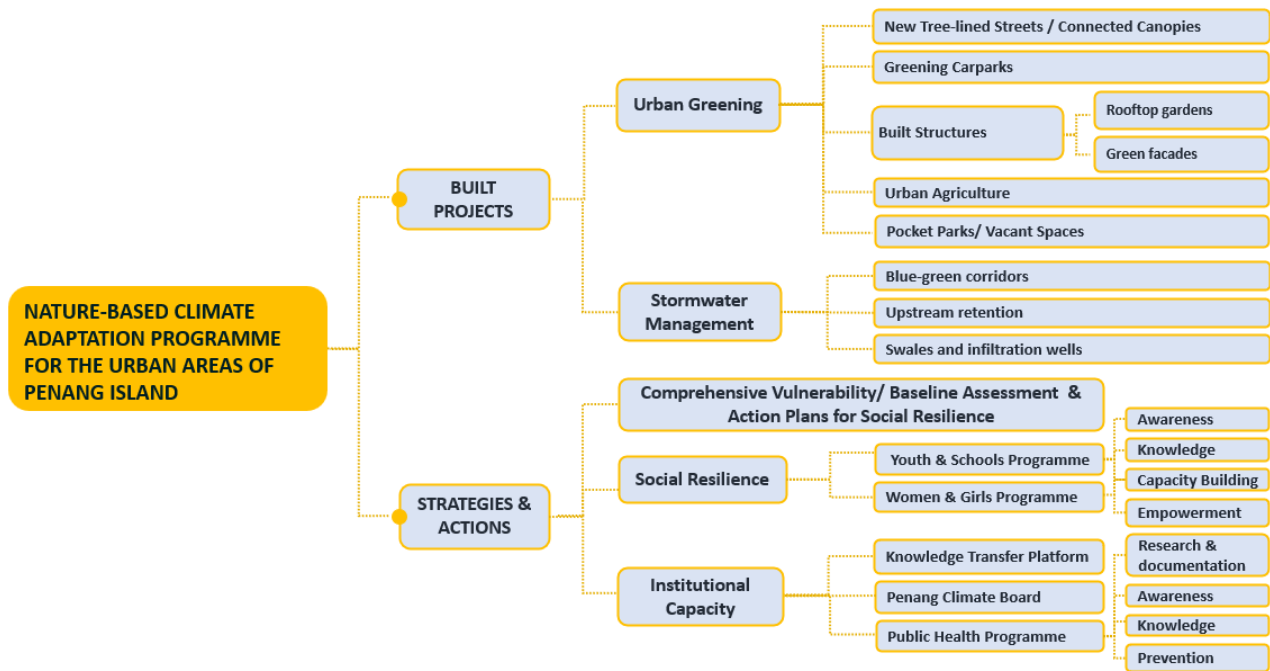 NATURE-BASED CLIMATE
ADAPTATION PROGRAMME
FOR THE URBAN AREAS OF
PENANG ISLAND
BUILT
PROJECTS
Urban Greening
New Tree-lined Streets / Connected Canopies
Greening Carparks
Built Structures
Rooftop gardens
Green facades
Urban Agriculture
Pocket Parks/ Vacant Spaces
Stormwater
Management
Blue-green corridors
Upstream retention
Swales and infiltration wells
STRATEGIES &
ACTIONS
Comprehensive Vulnerability/ Baseline Assessment &
Action Plans for Social Resilience
Social Resilience
Youth & Schools Programme
Women & Girls Programme
Awareness
Knowledge
Capacity Building
Empowerment
Institutional
Capacity
Knowledge Transfer Platform
Penang Climate Board
Public Health Programme
Research &
documentation
Awareness
Knowledge
Prevention